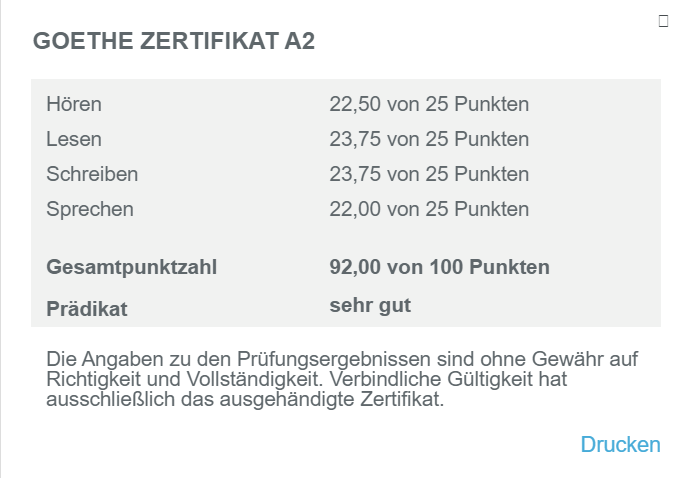 GOETHE ZERTIFIKAT A2
Hören 22,50 von 25 Punkten
Lesen 23,75 von 25 Punkten
Schreiben 23,75 von 25 Punkten
Sprechen 22,00 von 25 Punkten
Gesamtpunktzahl 92,00 von 100 Punkten
Prädikat sehr gut
Die Angaben zu den Prüfungsergebnissen sind ohne Gewähr auf
Richtigkeit und Vollständigkeit. Verbindliche Gültigkeit hat
ausschließlich das ausgehändigte Zertifikat.
Drucken